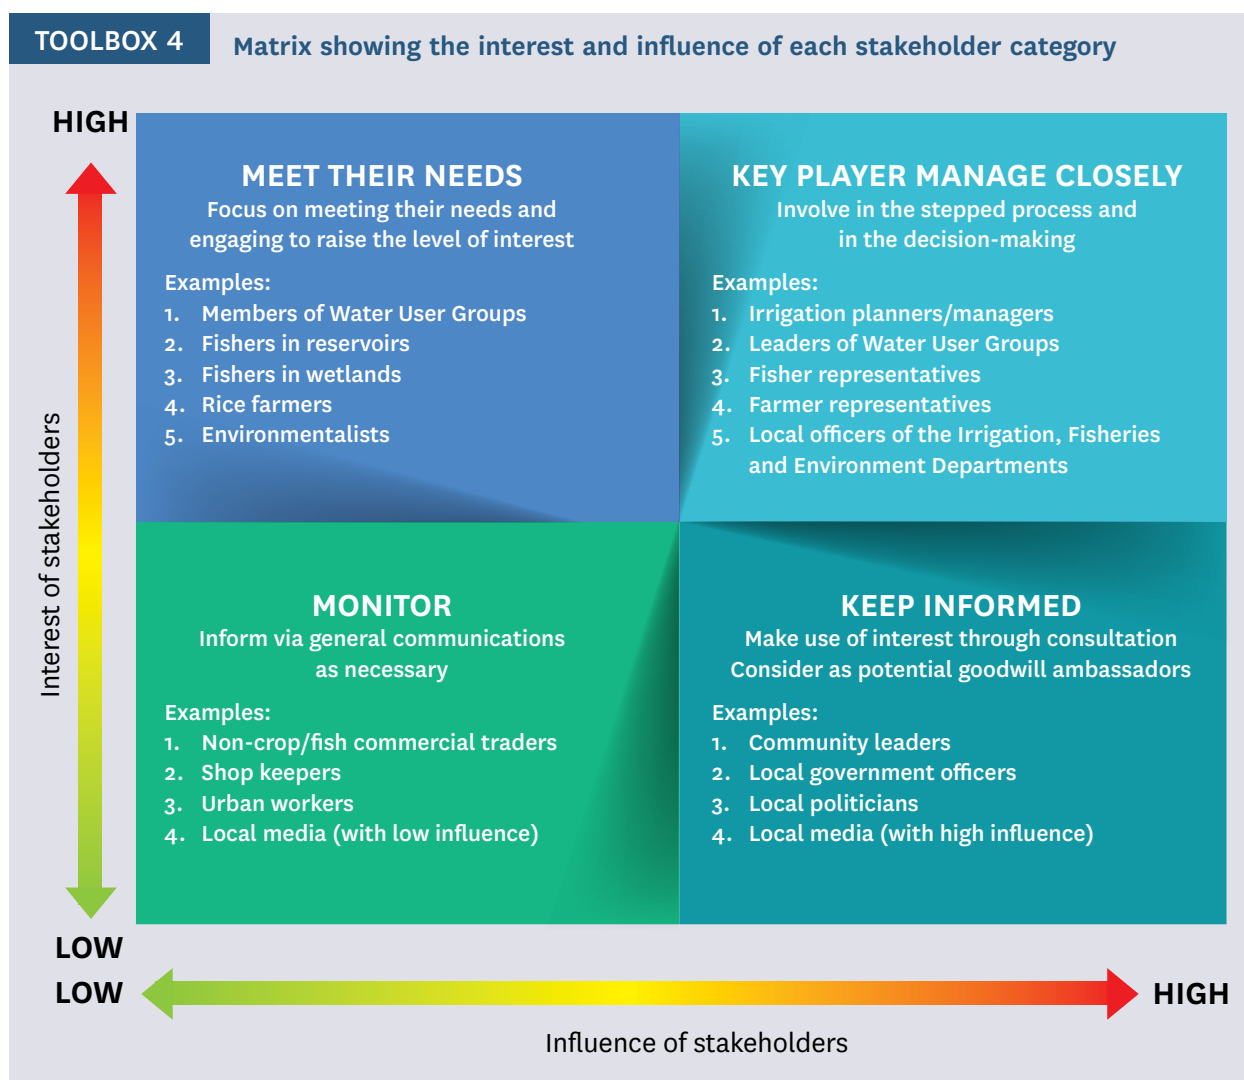 TOOLBOX 4
Matrix showing the interest and influence of each stakeholder category
HIGH
Interest of stakeholders
LOW
MEET THEIR NEEDS
Focus on meeting their needs and
engaging to raise the level of interest
Examples:
1. Members of Water User Groups
2. Fishers in reservoirs
3. Fishers in wetlands
4. Rice farmers
5. Environmentalists
KEY PLAYER MANAGE CLOSELY
Involve in the stepped process and
in the decision-making
Examples:
1. Irrigation planners/managers
2. Leaders of Water User Groups
3. Fisher representatives
4. Farmer representatives
5. Local officers of the Irrigation, Fisheries
and Environment Departments
MONITOR
Inform via general communications
as necessary
Examples:
1. Non-crop/fish commercial traders
2. Shop keepers
3. Urban workers
4. Local media (with low influence)
KEEP INFORMED
Make use of interest through consultation
Consider as potential goodwill ambassadors
Examples:
1. Community leaders
2. Local government officers
3. Local politicians
4. Local media (with high influence)
LOW
HIGH
Influence of stakeholders